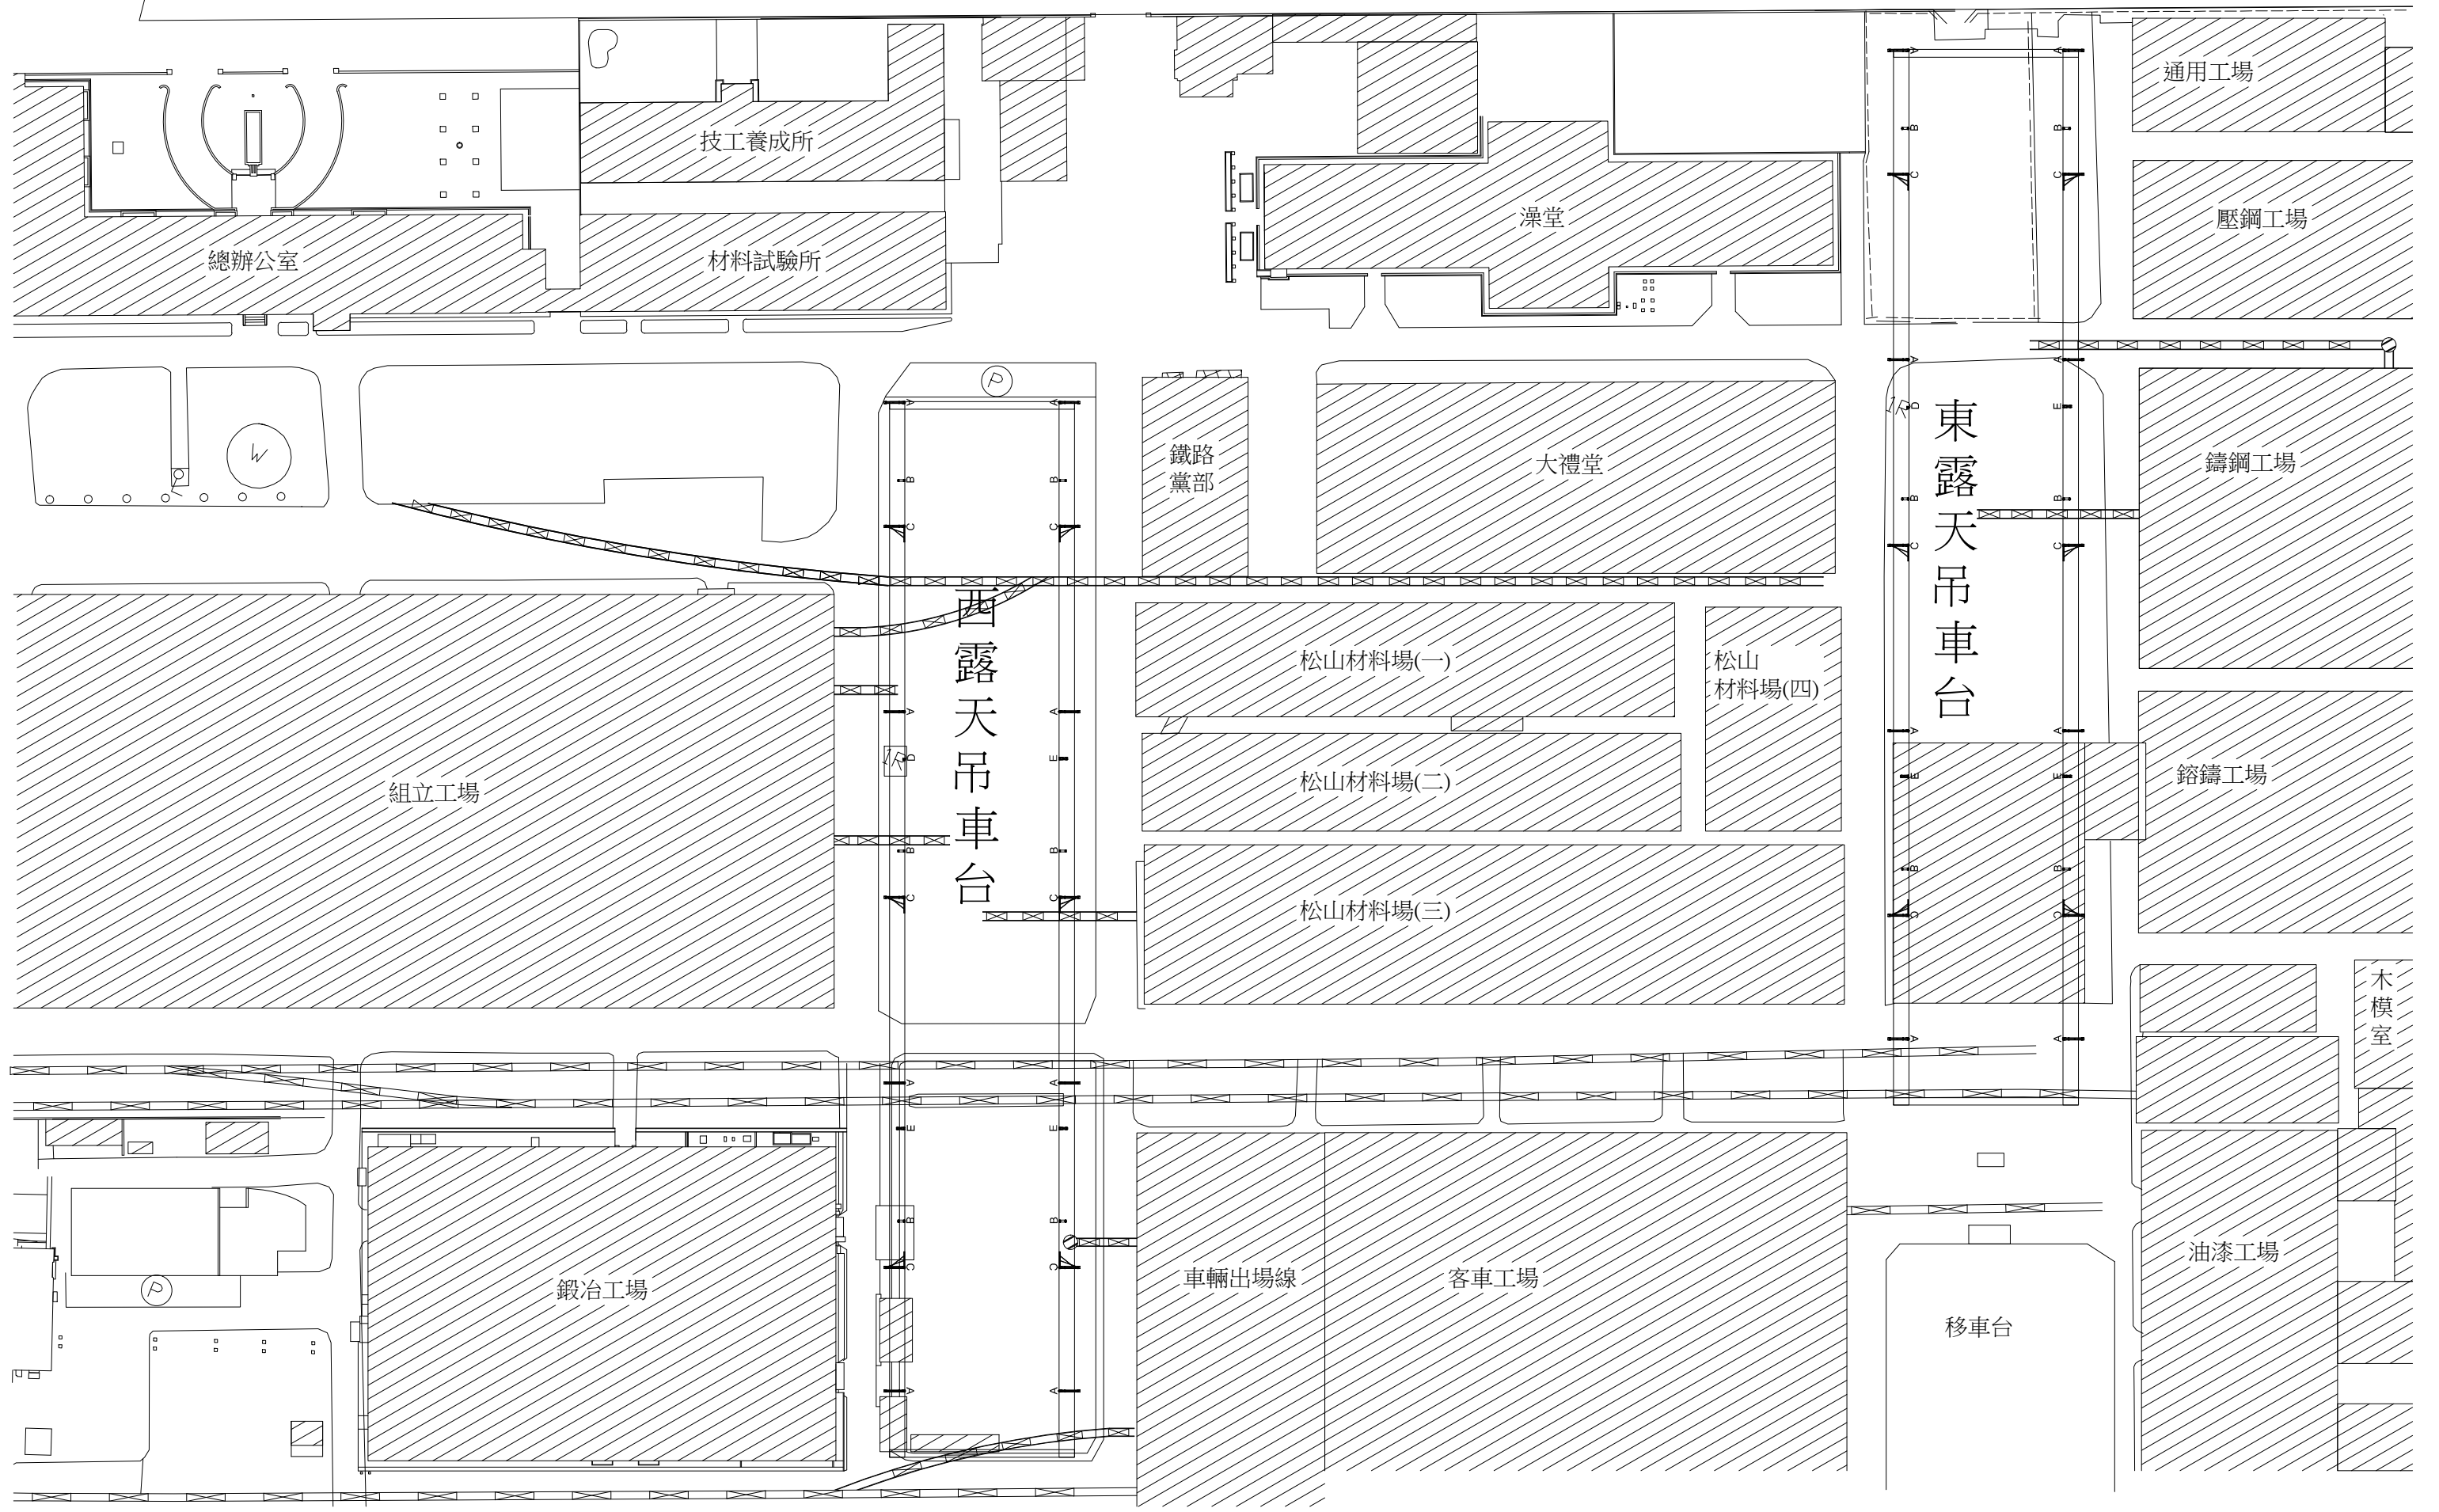 通用工場
技工養成所
總辦公室
材料試驗所
澡堂
壓鋼工場
P
W
鐵路
黨部
大禮堂
鑄鋼工場
東露天吊車台
西露天吊車台
松山材料場(一)
松山
材料場(四)
松山材料場(二)
組立工場
鎔鑄工場
松山材料場(三)
木模室
鍛冶工場
P
車輛出場線
客車工場
油漆工場
移車台
A
B
C
A
D
B
C
A
E
B
C
A
A
B
C
A
E
B
C
A
E
B
C
A
A
B
C
A
D
B
C
A
E
B
C
A
A
B
C
A
E
B
C
A
E
B
C
A